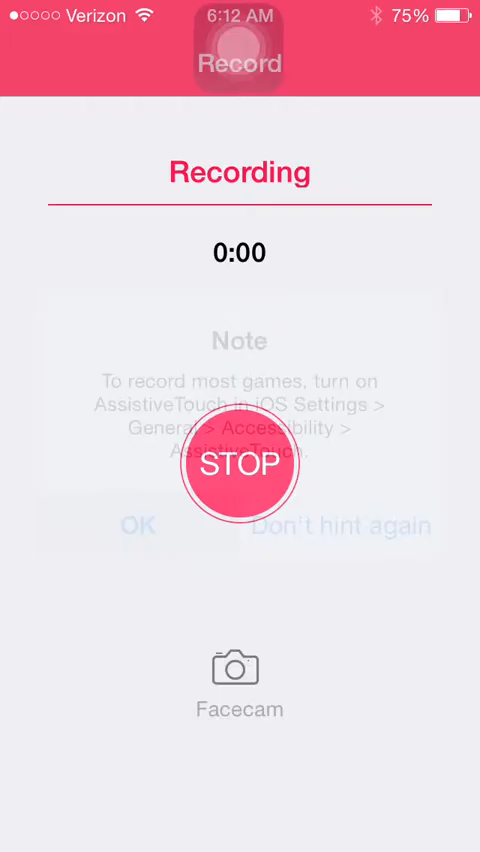 Verizon 6:12 AM 75%
Record
Recording
0:00
Note
To record most games, turn on
AssistiveTouch in iOS Settings >
General > Accessibility >
AssistiveTouch.
STOP
OK Don't hint again
Facecam